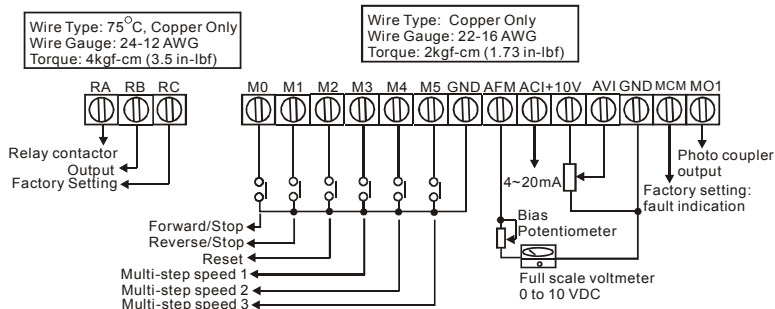 Wire Type: 75°C, Copper Only
Wire Gauge: 24-12 AWG
Torque: 4kgf-cm (3.5 in-lbf)
Wire Type: Copper Only
Wire Gauge: 22-16 AWG
Torque: 2kgf-cm (1.73 in-lbf)
RA RB RC
M0 M1 M2 M3 M4 M5 GND AFM ACI +10V AVI GND MCM MO1
Relay contactor
Output
Factory Setting
4~20mA
Photo coupler
output
Factory setting:
fault indication
Bias
Potentiometer
Forward/Stop
Reverse/Stop
Reset
Multi-step speed 1
Multi-step speed 2
Multi-step speed 3
Full scale voltmeter
0 to 10 VDC